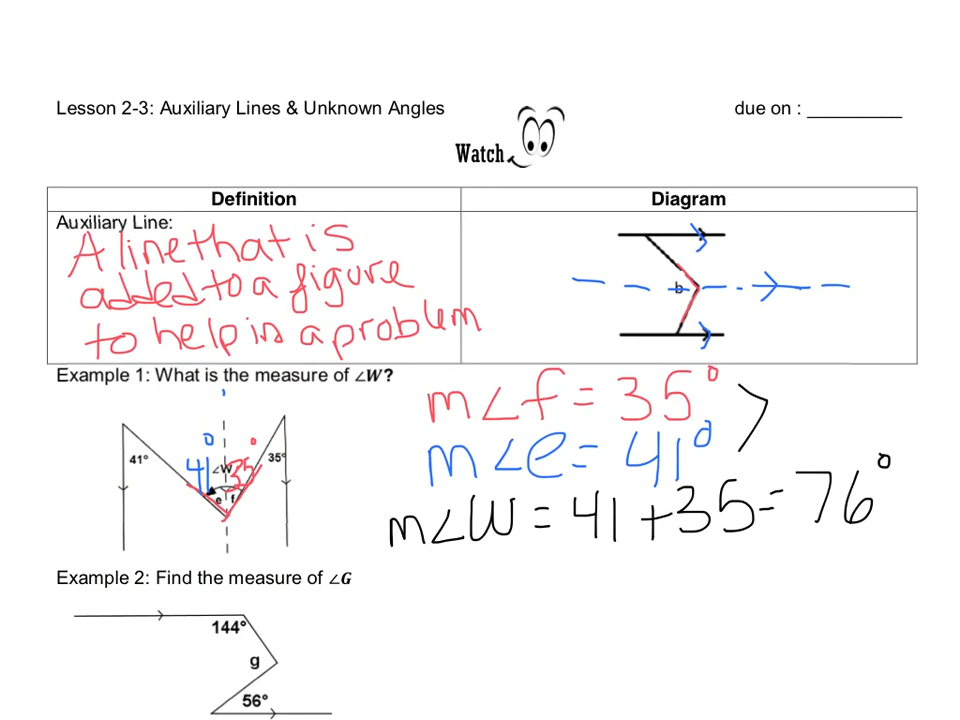 Lesson 2-3: Auxiliary Lines & Unknown Angles due on : _________
Watch
Definition Diagram
Auxiliary Line:
A line that is
added to a figure
to help in a problem
b
Example 1: What is the measure of ∠W?
m∠f = 35°
m∠e = 41°
m∠W = 41 + 35 = 76°
41° 41° ∠W 35° 35°
e f
Example 2: Find the measure of ∠G
144°
g
56°